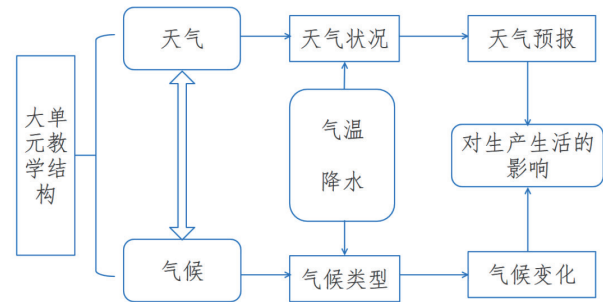 大单
元教
学结
构
天气
天气状况
天气预报
气温
降水
对生产生活的
影响
气候
气候类型
气候变化